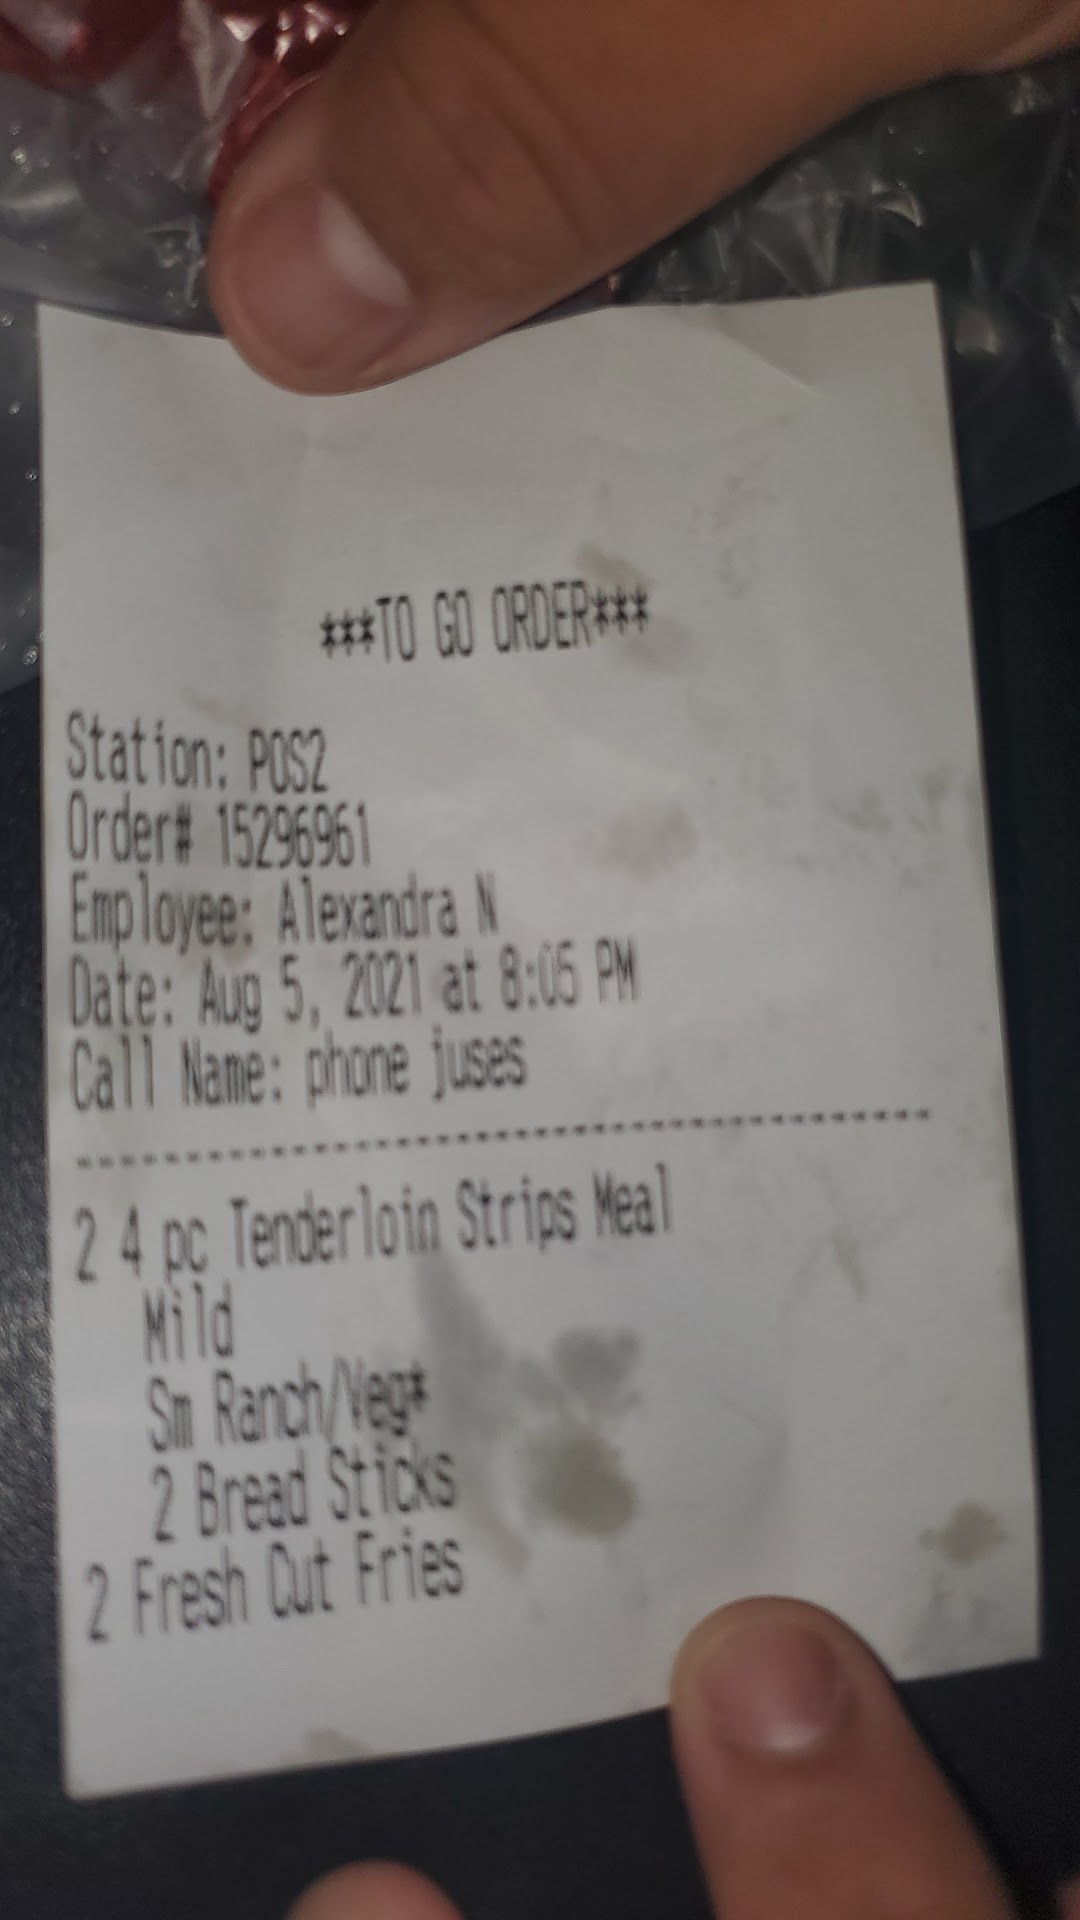 ***TO GO ORDER***
Station: POS2
Order# 15296961
Employee: Alexandra N
Date: Aug 5, 2021 at 8:05 PM
Call Name: phone juses
2 4 pc Tenderloin Strips Meal
Mild
Sm Ranch/Veg*
2 Bread Sticks
2 Fresh Cut Fries